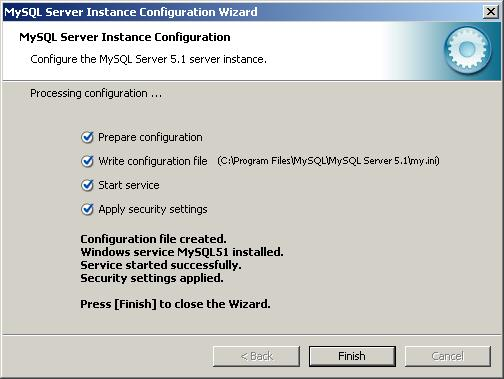 MySQL Server Instance Configuration Wizard
MySQL Server Instance Configuration
Configure the MySQL Server 5.1 server instance.
Processing configuration ...
Prepare configuration
Write configuration file (C:\Program Files\MySQL\MySQL Server 5.1\my.ini)
Start service
Apply security settings
Configuration file created.
Windows service MySQL51 installed.
Service started successfully.
Security settings applied.
Press [Finish] to close the Wizard.
< Back Finish Cancel